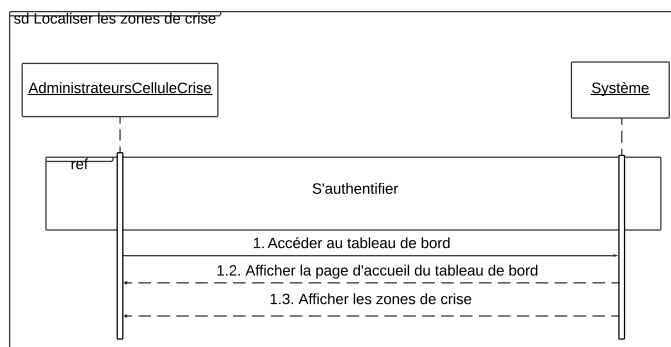 sd Localiser les zones de crise
AdministrateursCelluleCrise
Système
ref
S'authentifier
1. Accéder au tableau de bord
1.2. Afficher la page d'accueil du tableau de bord
1.3. Afficher les zones de crise